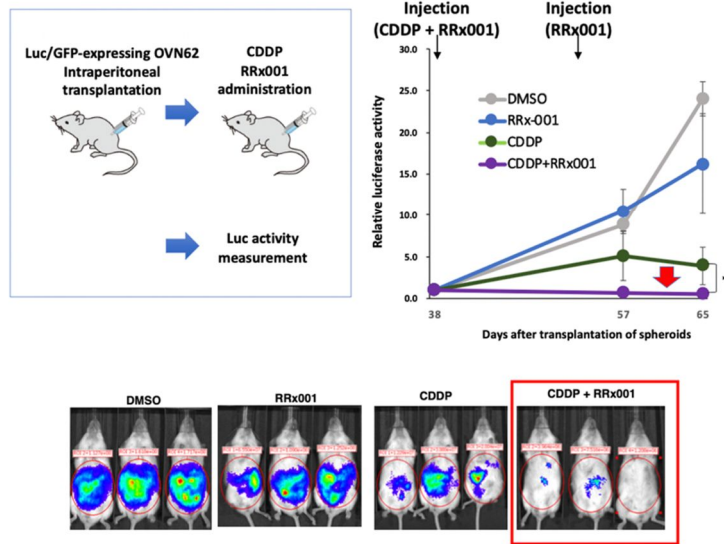 Luc/GFP-expressing OVN62
Intraperitoneal
transplantation
CDDP
RRx001
administration
Luc activity
measurement
Injection
(CDDP + RRx001)
Injection
(RRx001)
Relative luciferase activity
30.0
25.0
20.0
15.0
10.0
5.0
0.0
DMSO
RRx-001
CDDP
CDDP+RRx001
38
57
65
Days after transplantation of spheroids
DMSO
RRx001
CDDP
CDDP + RRx001